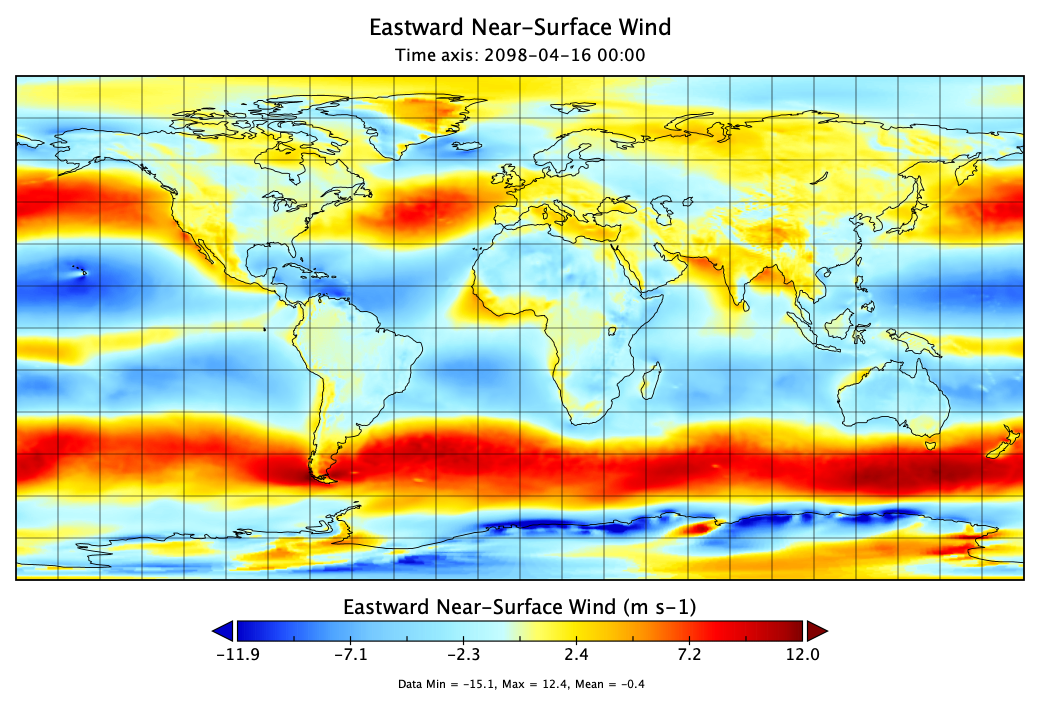 Eastward Near−Surface Wind
Time axis: 2098−04−16 00:00
Eastward Near−Surface Wind (m s−1)
−11.9 −7.1 −2.3 2.4 7.2 12.0
Data Min = −15.1, Max = 12.4, Mean = −0.4